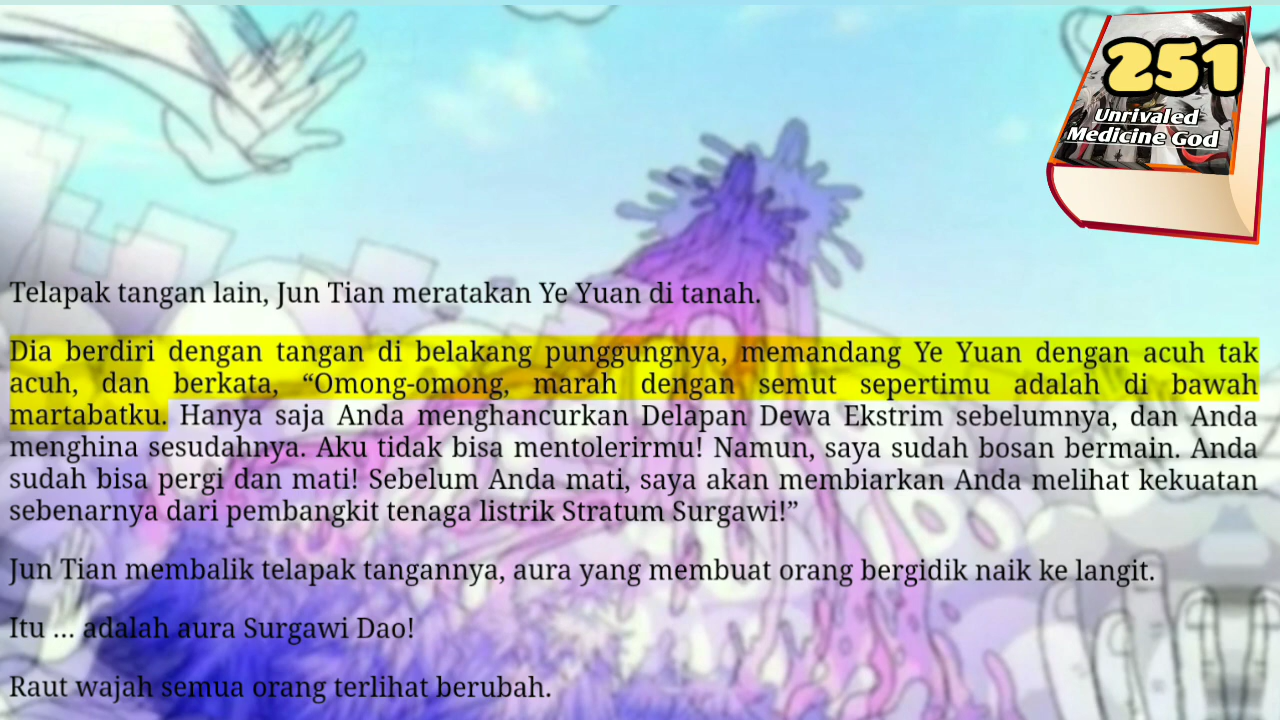 251
Unrivaled
Medicine God
Telapak tangan lain, Jun Tian meratakan Ye Yuan di tanah.
Dia berdiri dengan tangan di belakang punggungnya, memandang Ye Yuan dengan acuh tak
acuh, dan berkata, “Omong-omong, marah dengan semut sepertimu adalah di bawah
martabatku. Hanya saja Anda menghancurkan Delapan Dewa Ekstrim sebelumnya, dan Anda
menghina sesudahnya. Aku tidak bisa mentolerirmu! Namun, saya sudah bosan bermain. Anda
sudah bisa pergi dan mati! Sebelum Anda mati, saya akan membiarkan Anda melihat kekuatan
sebenarnya dari pembangkit tenaga listrik Stratum Surgawi!”
Jun Tian membalik telapak tangannya, aura yang membuat orang bergidik naik ke langit.
Itu ... adalah aura Surgawi Dao!
Raut wajah semua orang terlihat berubah.